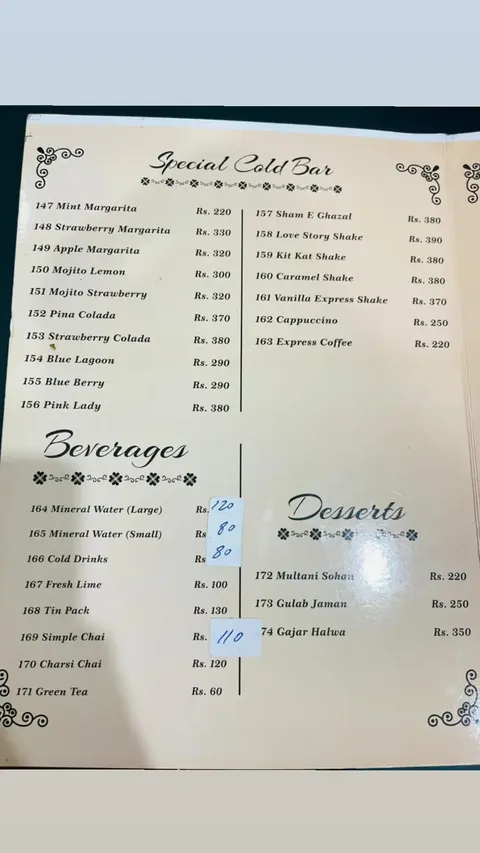 Special Cold Bar
147 Mint Margarita Rs. 220
148 Strawberry Margarita Rs. 330
149 Apple Margarita Rs. 320
150 Mojito Lemon Rs. 300
151 Mojito Strawberry Rs. 320
152 Pina Colada Rs. 370
153 Strawberry Colada Rs. 380
154 Blue Lagoon Rs. 290
155 Blue Berry Rs. 290
156 Pink Lady Rs. 380
157 Sham E Ghazal Rs. 380
158 Love Story Shake Rs. 390
159 Kit Kat Shake Rs. 380
160 Caramel Shake Rs. 380
161 Vanilla Express Shake Rs. 370
162 Cappuccino Rs. 250
163 Express Coffee Rs. 220
Beverages
164 Mineral Water (Large) Rs. 120
165 Mineral Water (Small) Rs 80
166 Cold Drinks Rs 80
167 Fresh Lime Rs. 100
168 Tin Pack Rs. 130
169 Simple Chai Rs. 110
170 Charsi Chai Rs. 120
171 Green Tea Rs. 60
Desserts
172 Multani Sohan Rs. 220
173 Gulab Jaman Rs. 250
74 Gajar Halwa Rs. 350